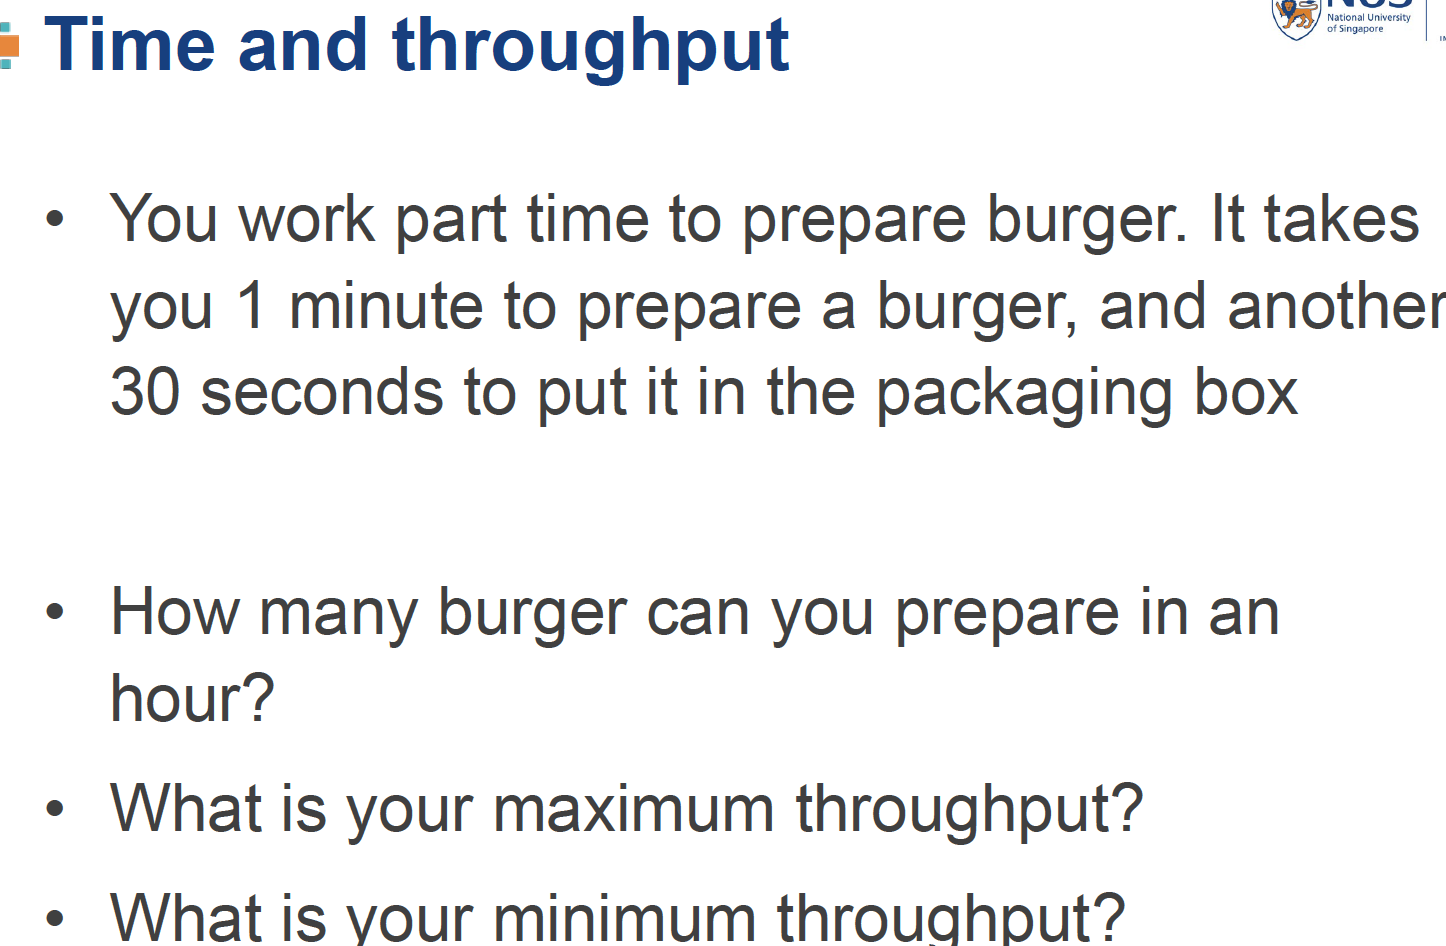 Time and throughput
National University
of Singapore
• You work part time to prepare burger. It takes
you 1 minute to prepare a burger, and another
30 seconds to put it in the packaging box
• How many burger can you prepare in an
hour?
• What is your maximum throughput?
• What is your minimum throughput?